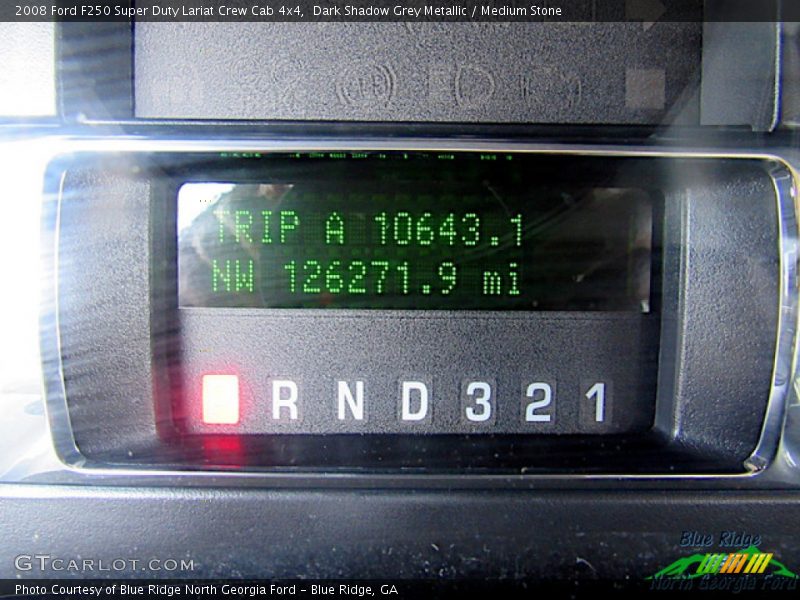 2008 Ford F250 Super Duty Lariat Crew Cab 4x4, Dark Shadow Grey Metallic / Medium Stone
TRIP A 10643.1
NW 126271.9 mi
R N D 3 2 1
GTCARLOT.COM
Blue Ridge
North Georgia Ford
Photo Courtesy of Blue Ridge North Georgia Ford - Blue Ridge, GA